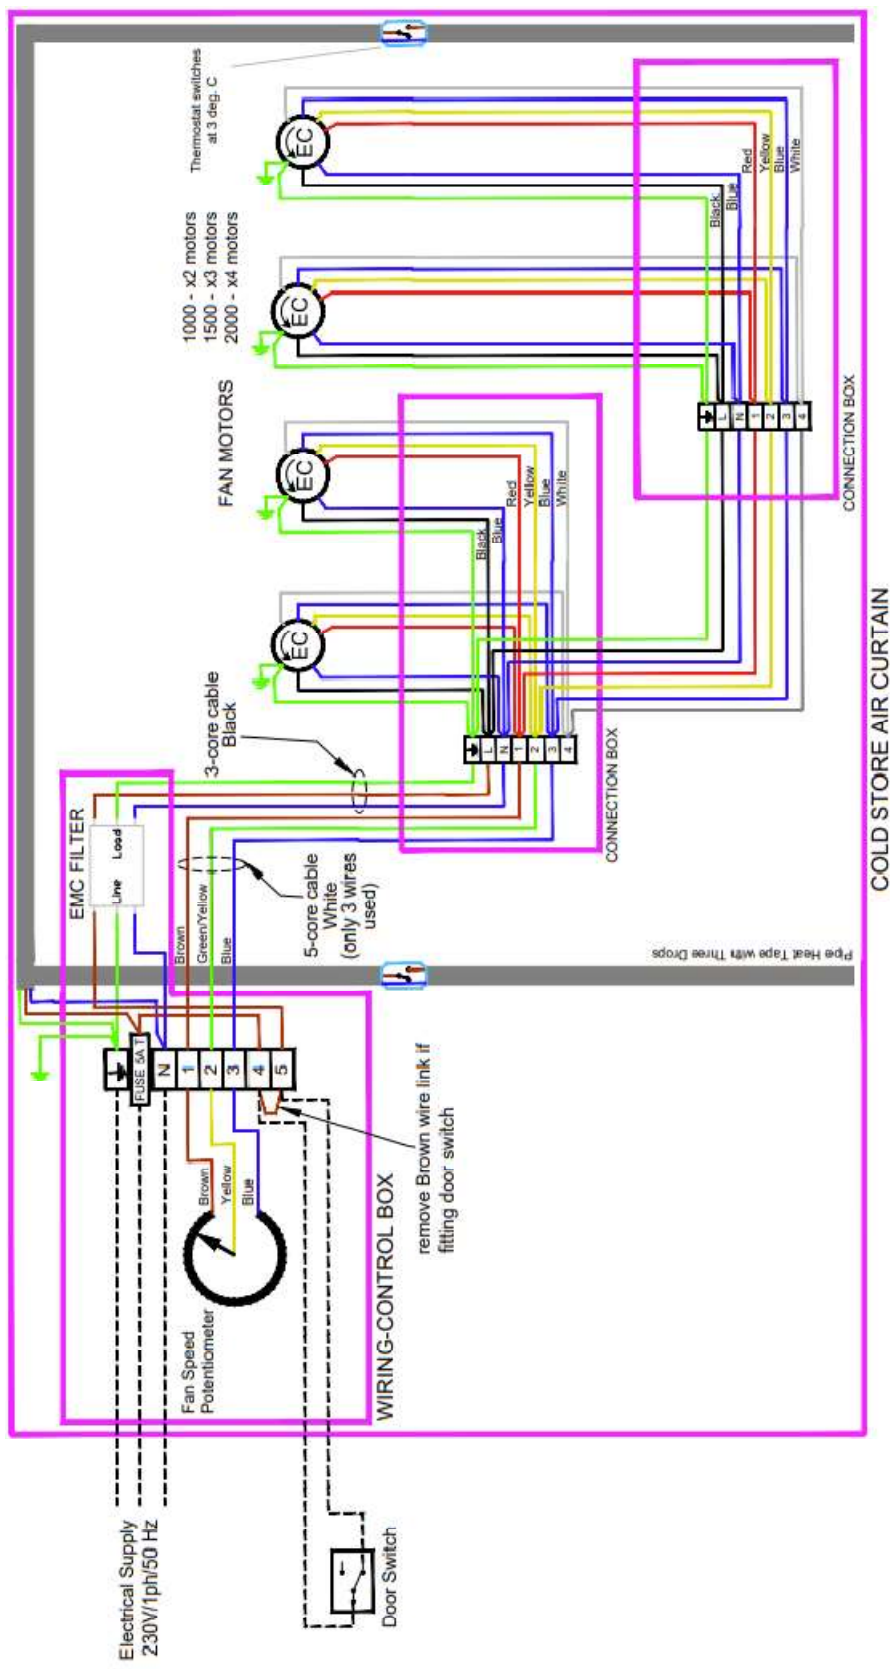 Electrical Supply
230V/1ph/50 Hz
Door Switch
Fan Speed
Potentiometer
Brown
Yellow
Blue
WIRING-CONTROL BOX
remove Brown wire link if
fitting door switch
FUSE 5A T
N
1
2
3
4
5
Brown
Green/Yellow
Blue
EMC FILTER
Line
Load
5-core cable
White
(only 3 wires
used)
3-core cable
Black
Pipe Heat Tape with Three Drops
L
N
1
2
3
4
CONNECTION BOX
EC
EC
Black
Blue
Red
Yellow
Blue
White
FAN MOTORS
1000 - x2 motors
1500 - x3 motors
2000 - x4 motors
L
N
1
2
3
4
CONNECTION BOX
EC
EC
Black
Blue
Red
Yellow
Blue
White
Thermostat switches
at 3 deg. C
COLD STORE AIR CURTAIN